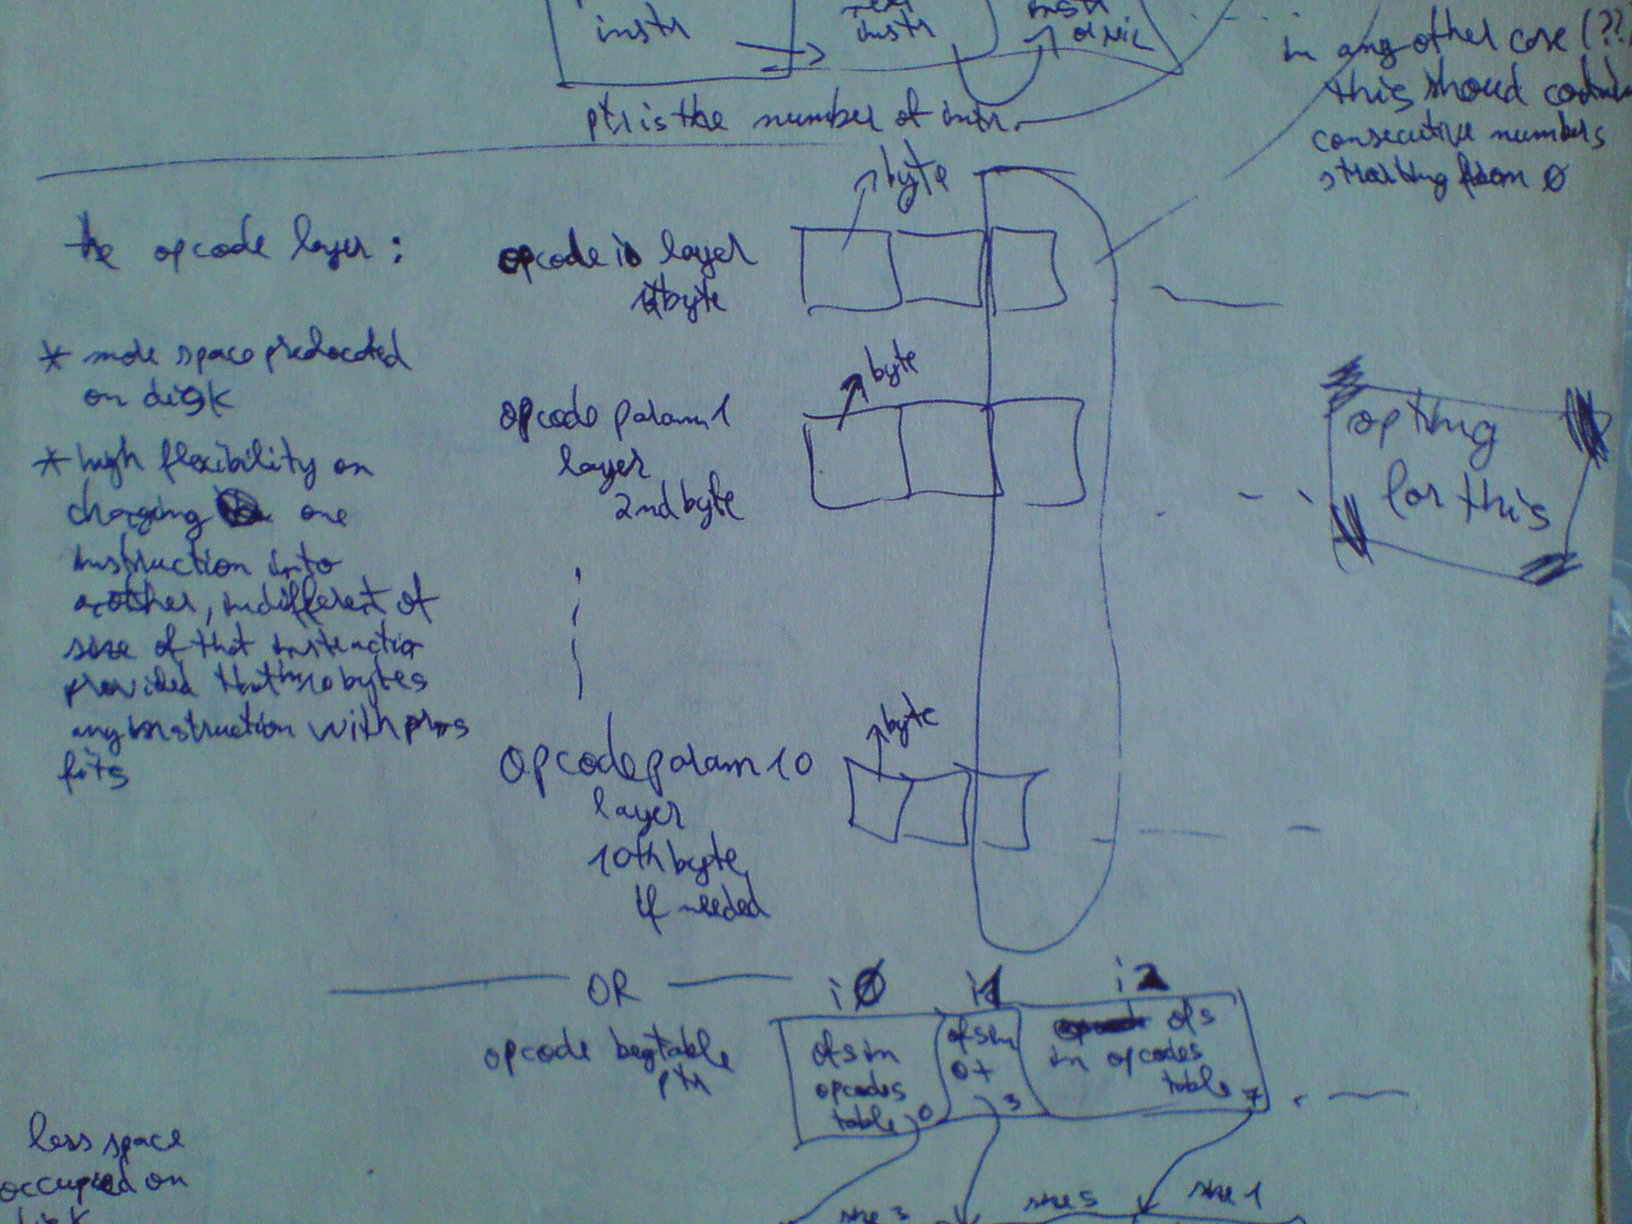 instr
next
instr
instr
or NIL
ptr is the number of instr.
in any other case (??)
this should contain
consecutive numbers
starting from 0
the opcode layer :
* more space preallocated
on disk
* high flexibility on
changing one
instruction into
another, indifferent of
size of that instruction
provided that in 10 bytes
any instruction with prms
fits
byte
opcode id layer
1st byte
byte
opcode param 1
layer
2nd byte
byte
opcode param 10
layer
10th byte
if needed
opting
for this
OR
i0 i1 i2
opcode begtable
ptr
ofs in
opcodes
table 0
ofs in
ot
3
ofs
in opcodes
table 7
less space
occupied on
disk
size 3
size 5
size 1